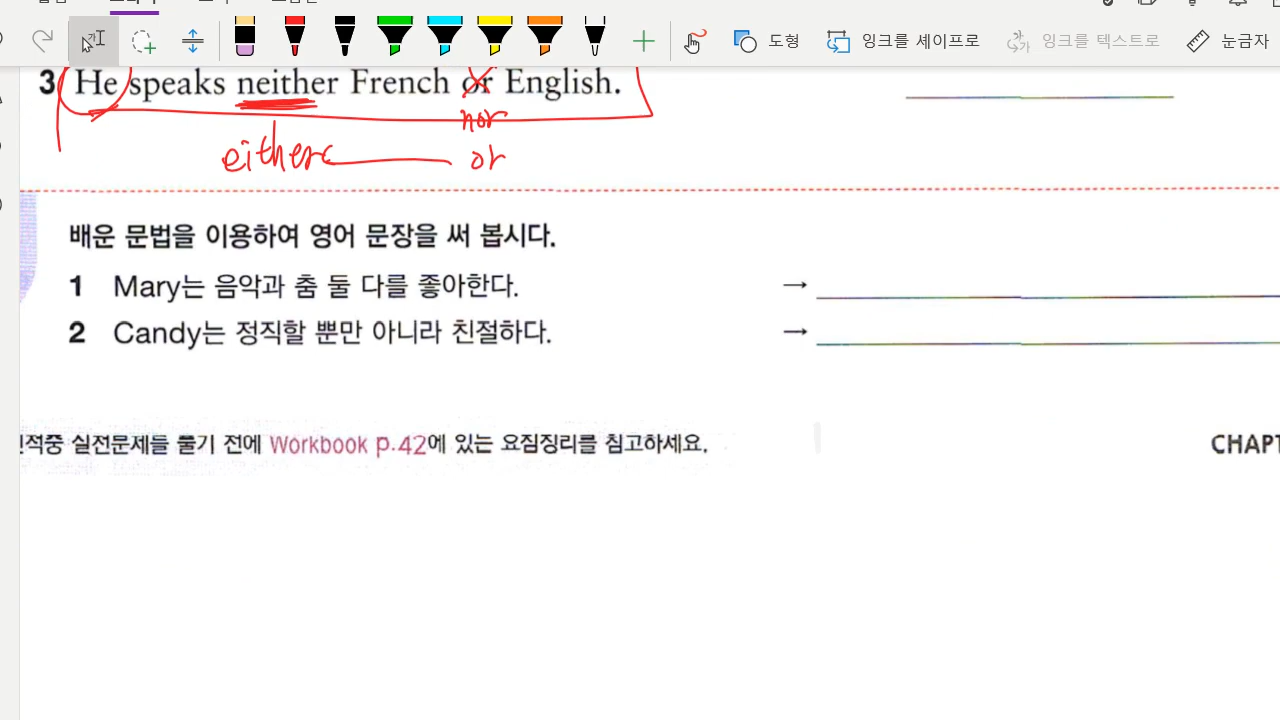 도형 잉크를 셰이프로 잉크를 텍스트로 눈금자
3 He speaks neither French or English.
nor
either or
배운 문법을 이용하여 영어 문장을 써 봅시다.
1 Mary는 음악과 춤 둘 다를 좋아한다. →
2 Candy는 정직할 뿐만 아니라 친절하다. →
적중 실전문제를 풀기 전에 Workbook p.42에 있는 요점정리를 참고하세요. CHAPT